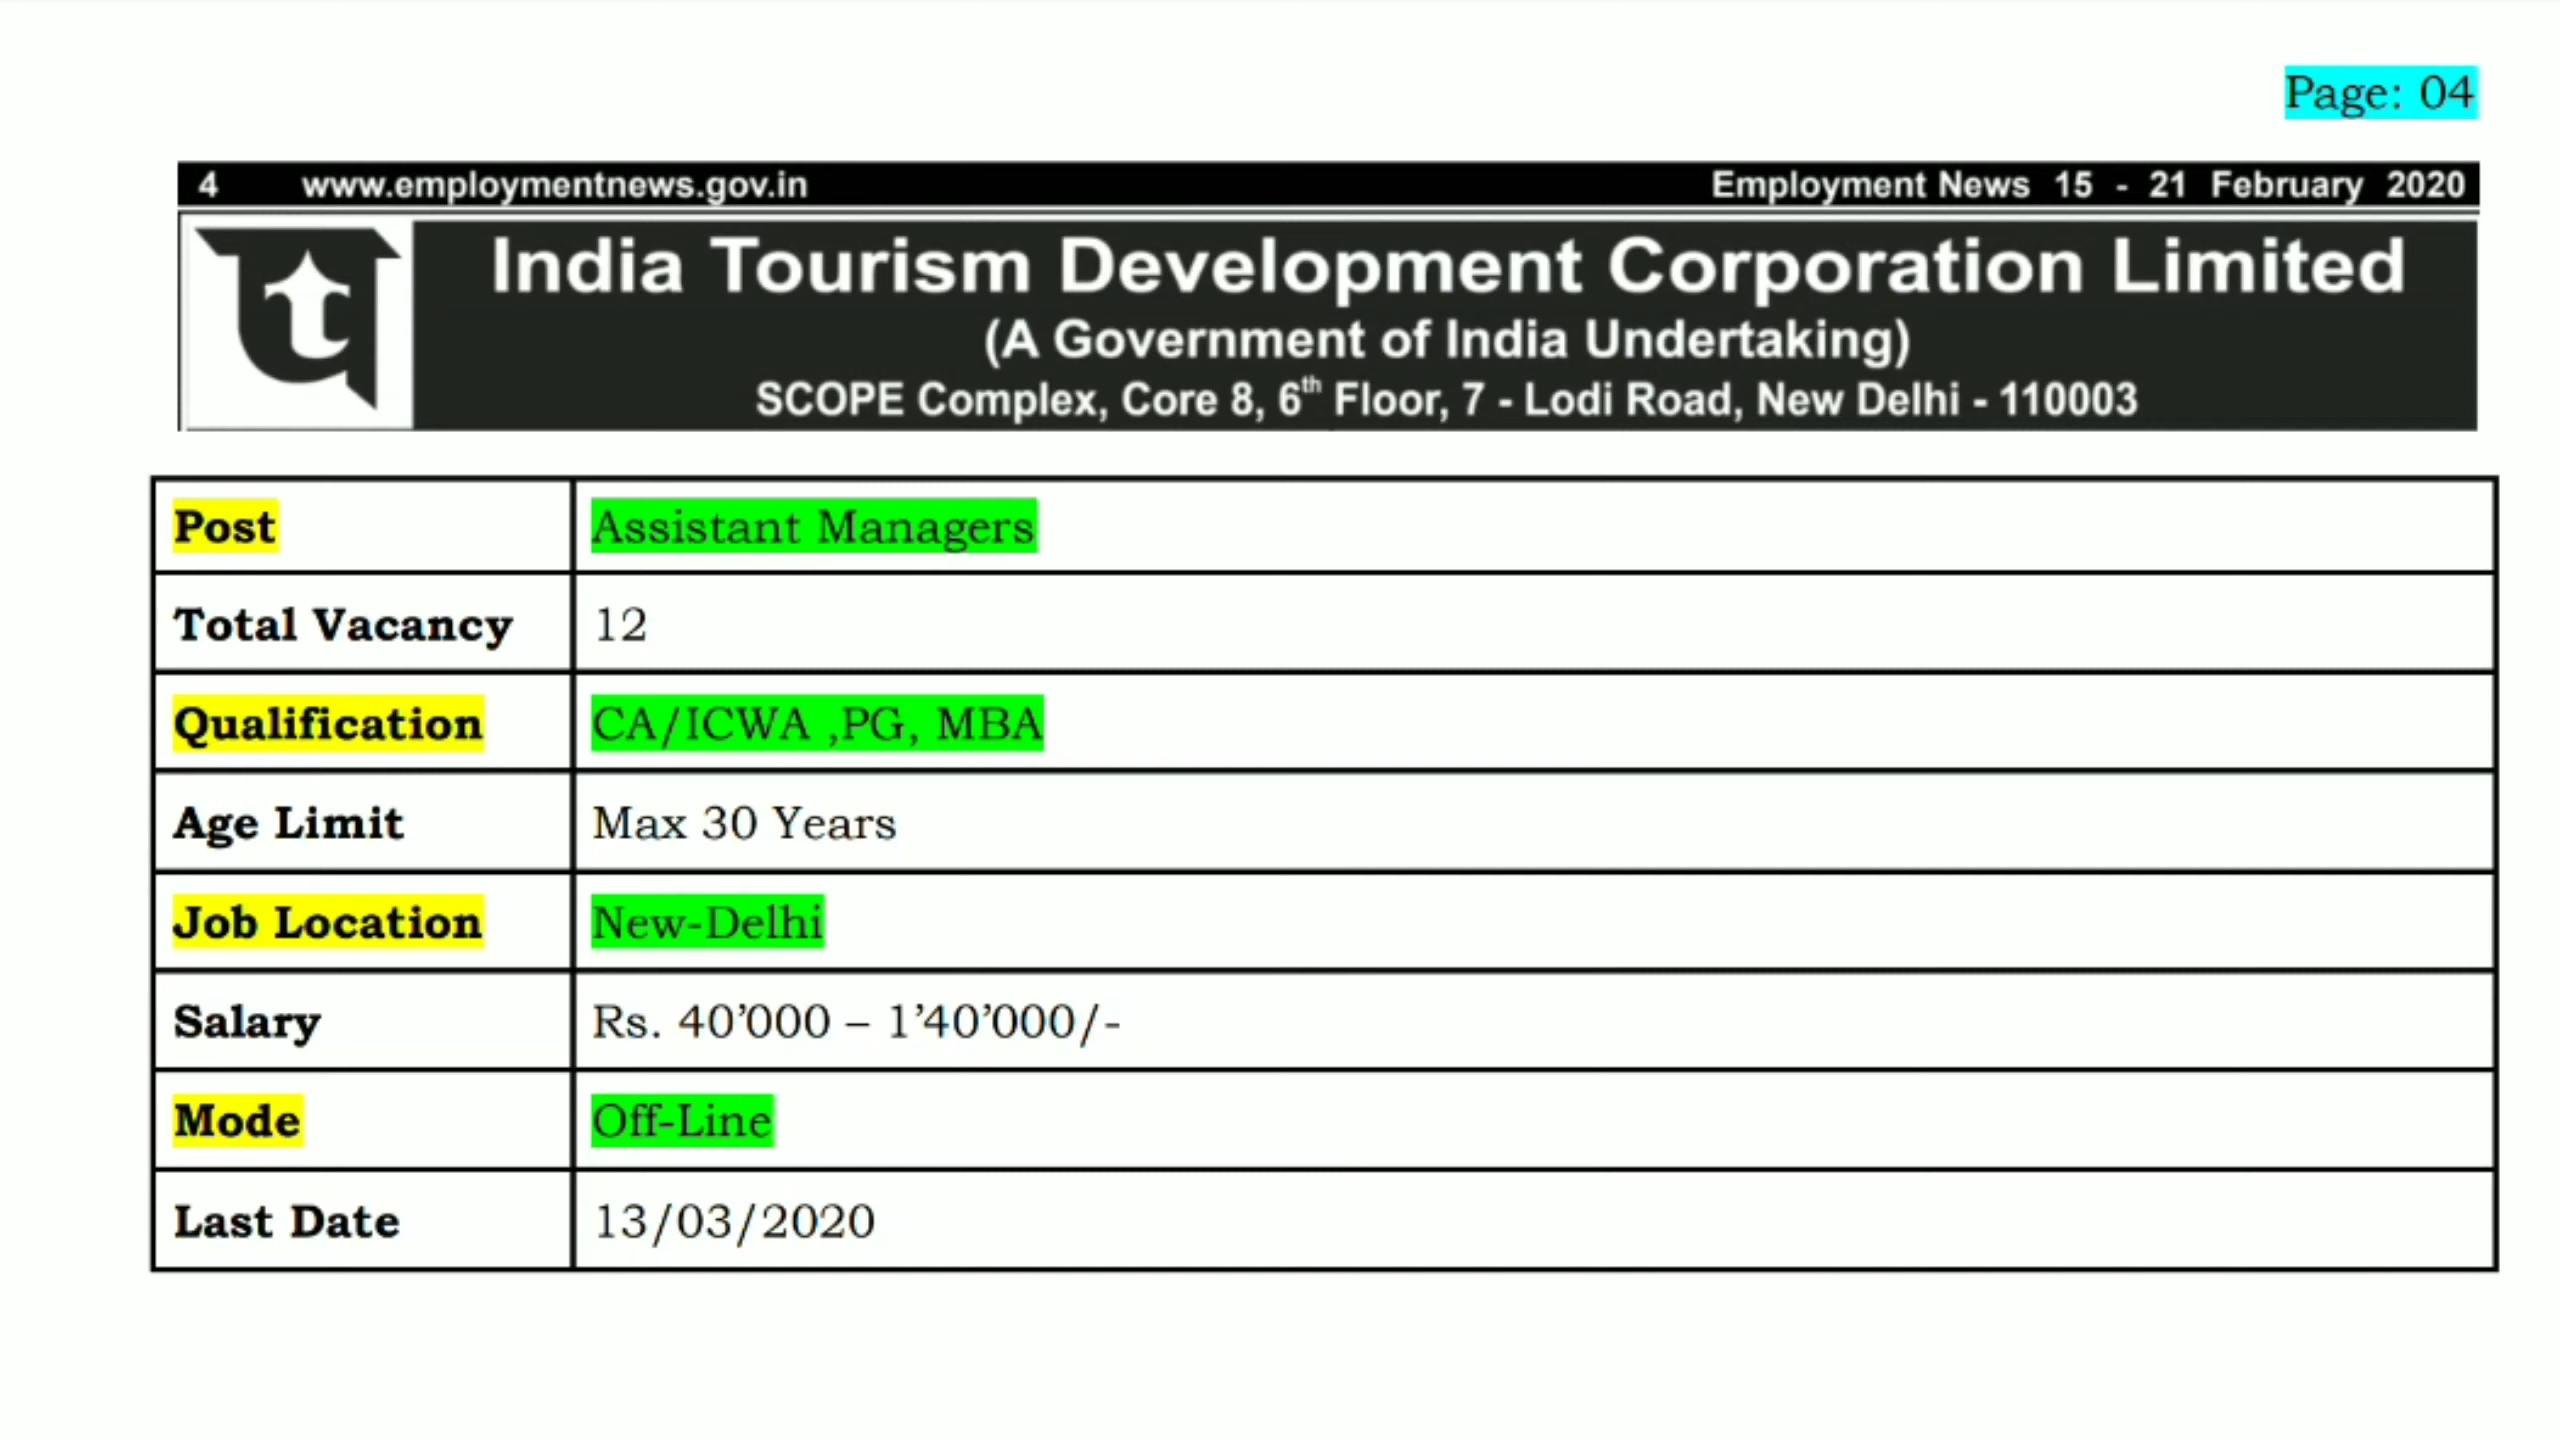 Page: 04
4 www.employmentnews.gov.in Employment News 15 - 21 February 2020
India Tourism Development Corporation Limited
(A Government of India Undertaking)
SCOPE Complex, Core 8, 6th Floor, 7 - Lodi Road, New Delhi - 110003
Post Assistant Managers
Total Vacancy 12
Qualification CA/ICWA ,PG, MBA
Age Limit Max 30 Years
Job Location New-Delhi
Salary Rs. 40’000 – 1’40’000/-
Mode Off-Line
Last Date 13/03/2020